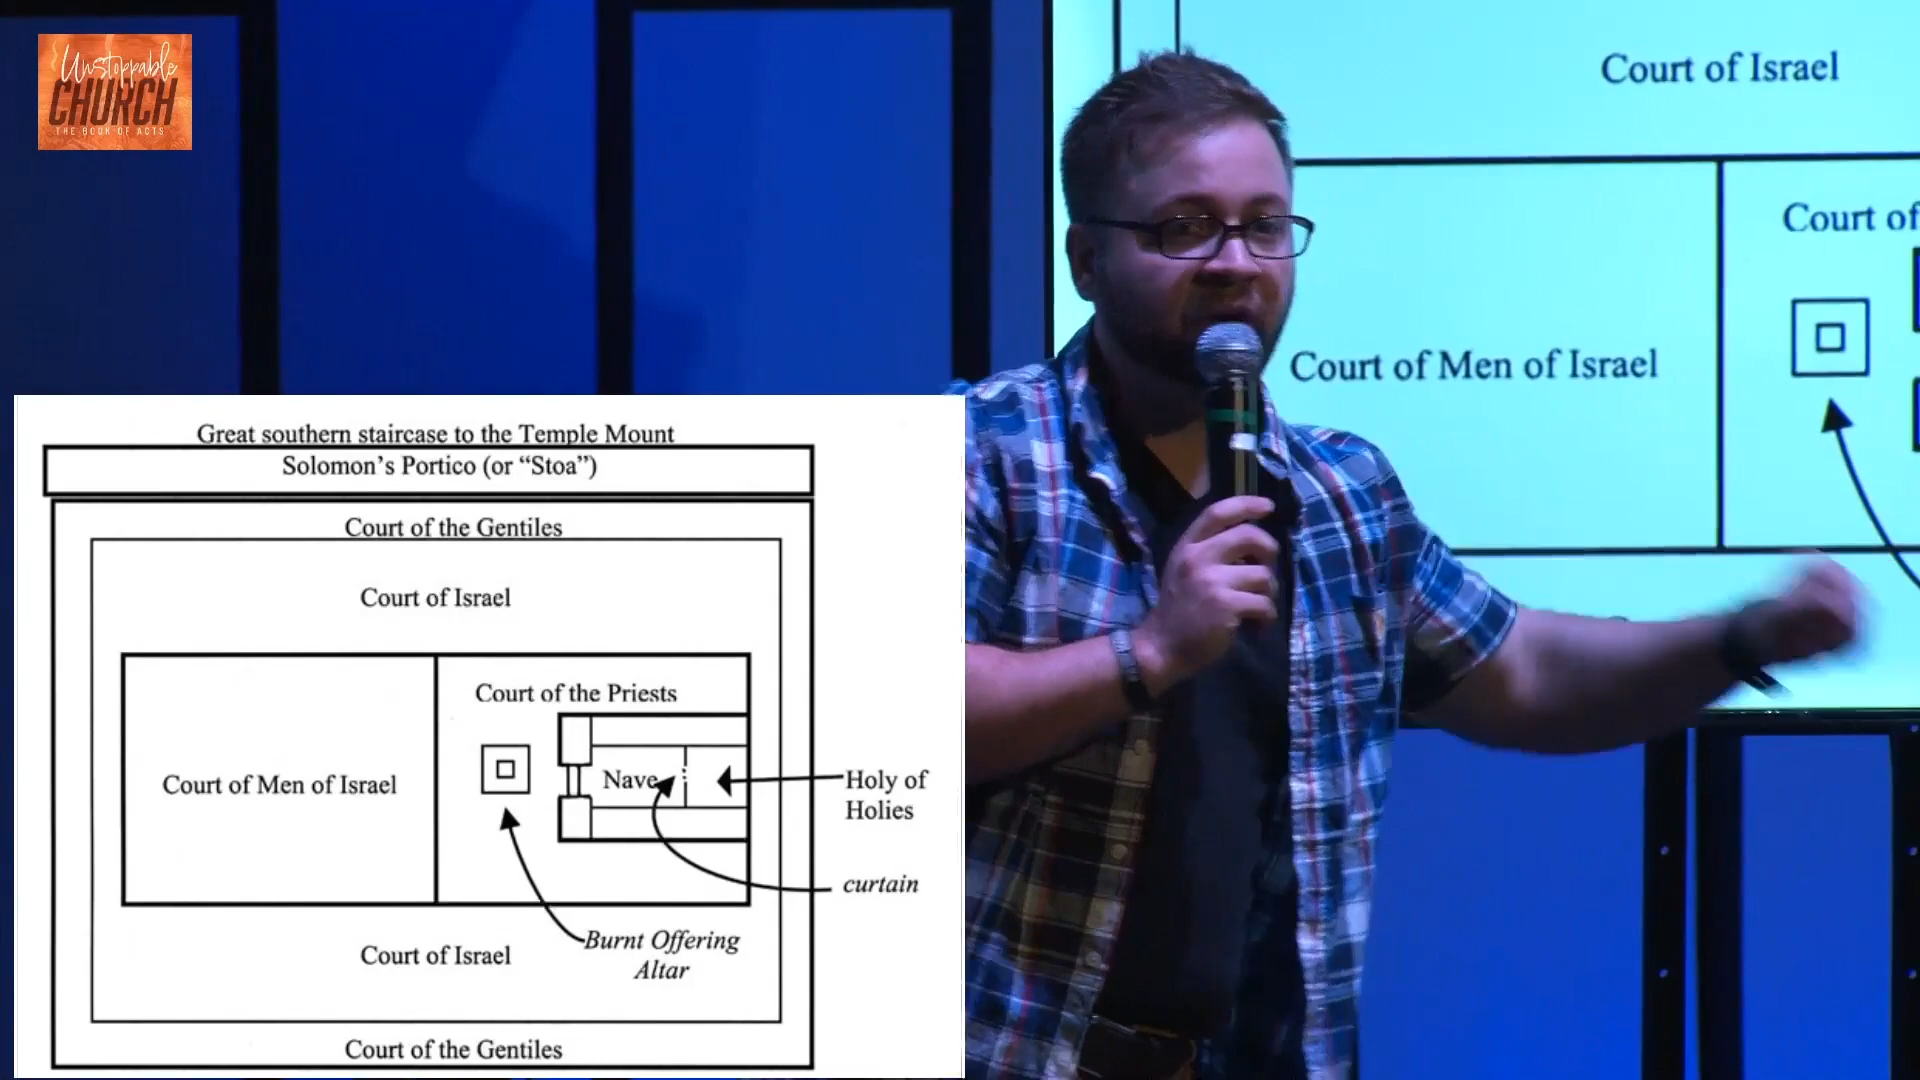 Unstoppable
CHURCH
THE BOOK OF ACTS
Great southern staircase to the Temple Mount
Solomon's Portico (or “Stoa”)
Court of the Gentiles
Court of Israel
Court of the Priests
Court of Men of Israel
Nave
Holy of
Holies
curtain
Burnt Offering
Altar
Court of Israel
Court of the Gentiles
Court of Israel
Court of
Court of Men of Israel